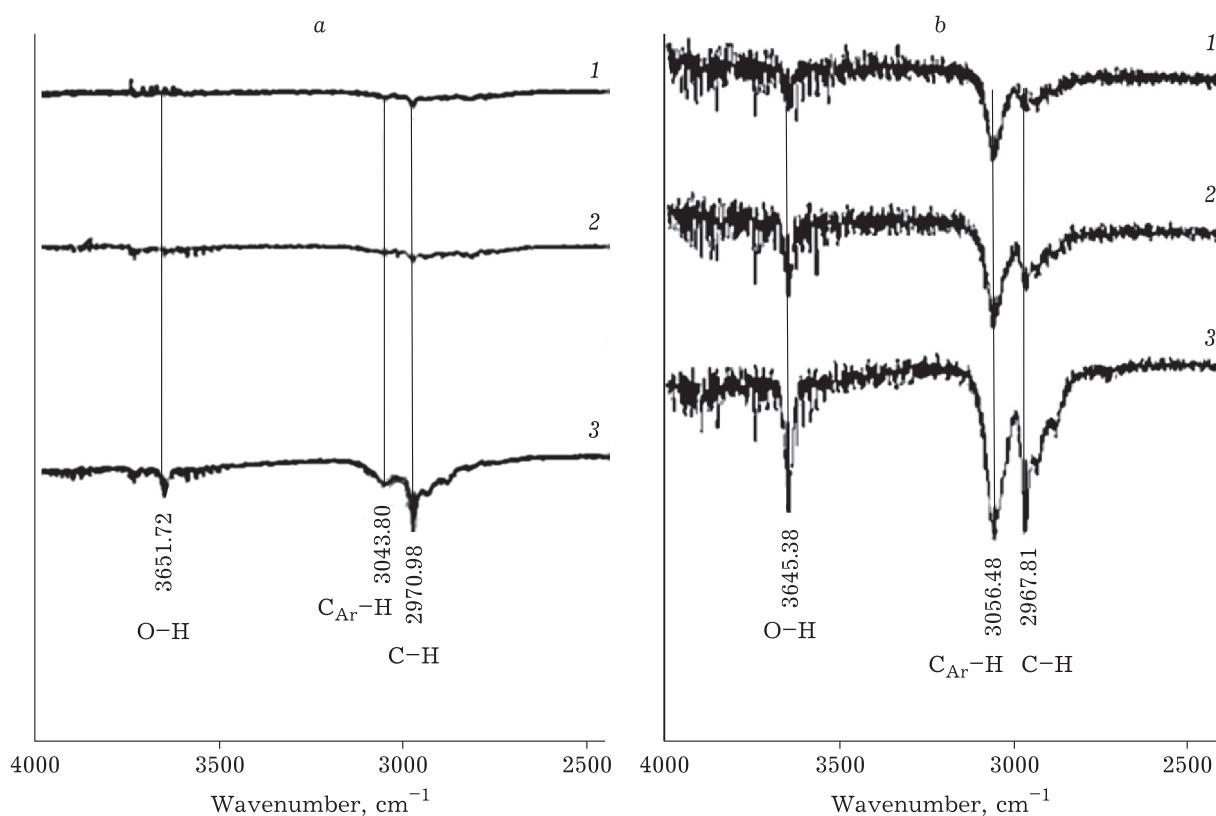 a
1
2
3
3651.72
3043.80
2970.98
O–H
C_Ar–H
C–H
4000 3500 3000 2500
Wavenumber, cm⁻¹
b
1
2
3
3645.38
3056.48
2967.81
O–H
C_Ar–H C–H
4000 3500 3000 2500
Wavenumber, cm⁻¹